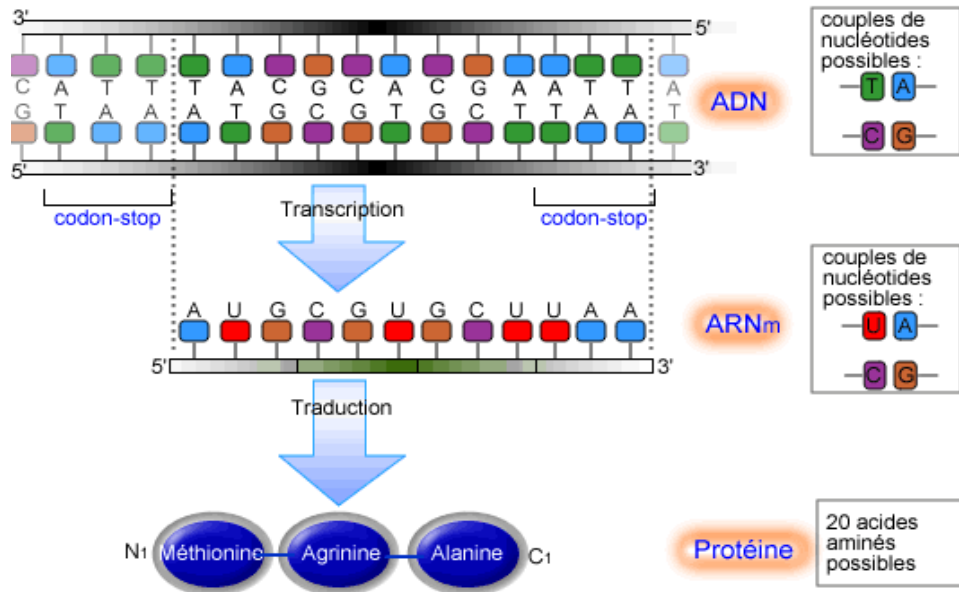 3'
5'
C A T T T A C G C A C G A A T T A
G T A A A T G C G T G C T T A A T
5'
3'
ADN
couples de
nucléotides
possibles :
T A
C G
codon-stop
codon-stop
Transcription
A U G C G U G C U U A A
5'
3'
ARNm
couples de
nucléotides
possibles :
U A
C G
Traduction
N1 Méthionine Agrinine Alanine C1
Protéine
20 acides
aminés
possibles